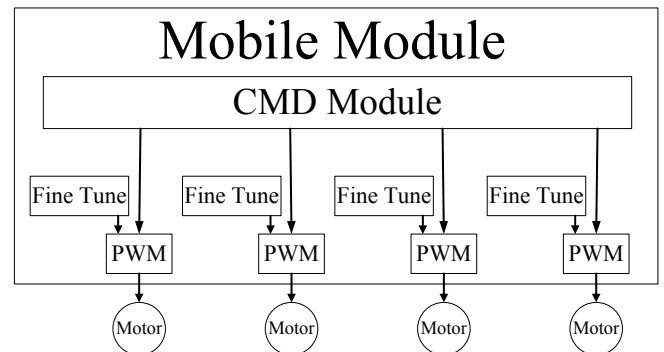 Mobile Module
CMD Module
Fine Tune Fine Tune Fine Tune Fine Tune
PWM PWM PWM PWM
Motor Motor Motor Motor